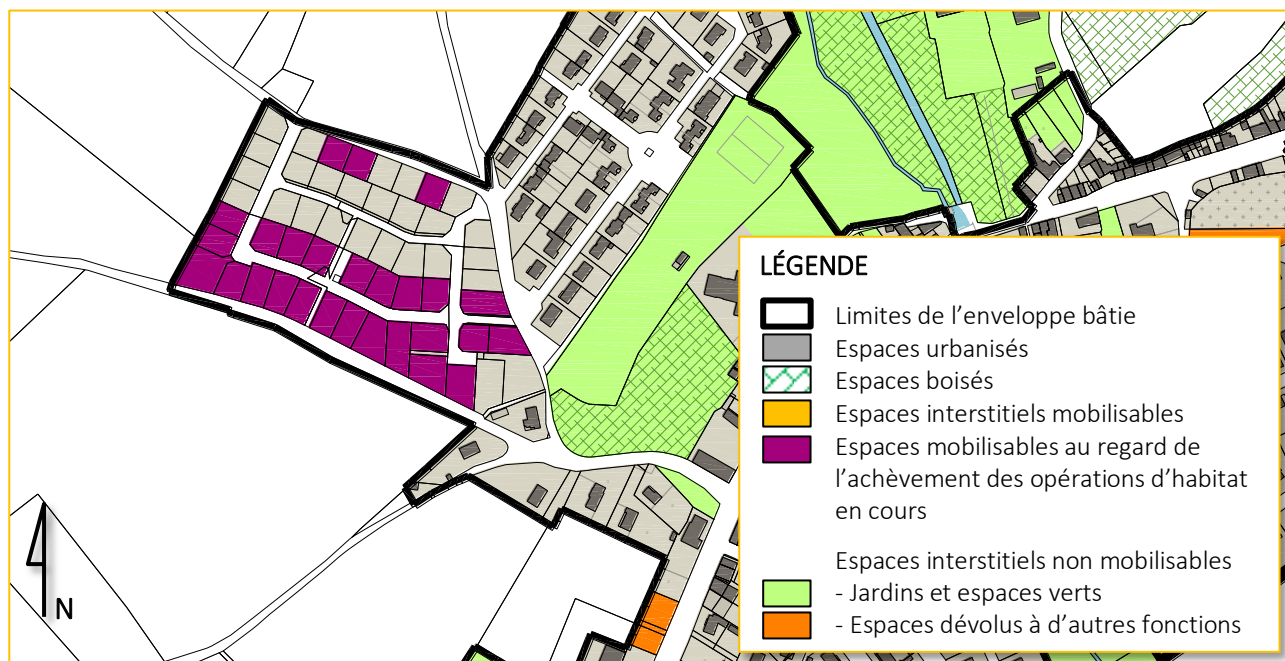 LÉGENDE
Limites de l’enveloppe bâtie
Espaces urbanisés
Espaces boisés
Espaces interstitiels mobilisables
Espaces mobilisables au regard de
l’achèvement des opérations d’habitat
en cours
Espaces interstitiels non mobilisables
- Jardins et espaces verts
- Espaces dévolus à d’autres fonctions
N